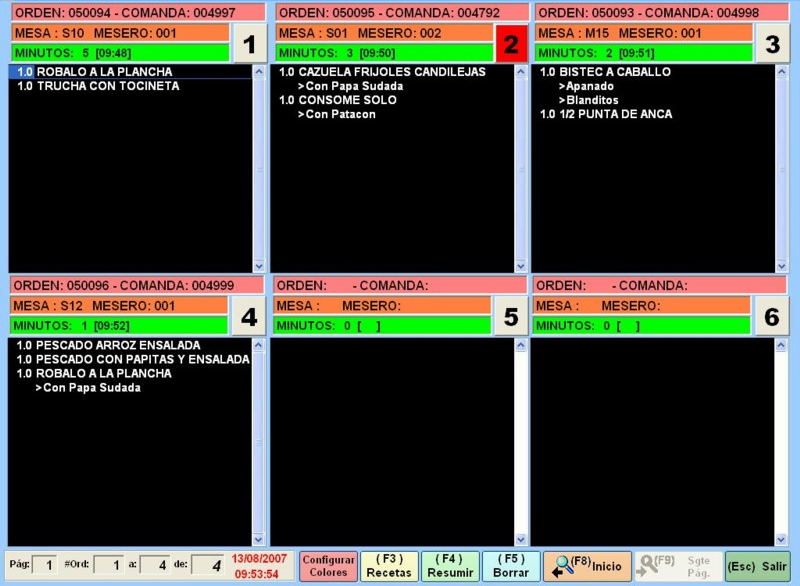 ORDEN: 050094 - COMANDA: 004997
MESA : S10 MESERO: 001
MINUTOS: 5 [09:48]
1
1.0 ROBALO A LA PLANCHA
1.0 TRUCHA CON TOCINETA
ORDEN: 050095 - COMANDA: 004792
MESA : S01 MESERO: 002
MINUTOS: 3 [09:50]
2
1.0 CAZUELA FRIJOLES CANDILEJAS
>Con Papa Sudada
1.0 CONSOME SOLO
>Con Patacon
ORDEN: 050093 - COMANDA: 004998
MESA : M15 MESERO: 001
MINUTOS: 2 [09:51]
3
1.0 BISTEC A CABALLO
>Apanado
>Blanditos
1.0 1/2 PUNTA DE ANCA
ORDEN: 050096 - COMANDA: 004999
MESA : S12 MESERO: 001
MINUTOS: 1 [09:52]
4
1.0 PESCADO ARROZ ENSALADA
1.0 PESCADO CON PAPITAS Y ENSALADA
1.0 ROBALO A LA PLANCHA
>Con Papa Sudada
ORDEN: - COMANDA:
MESA : MESERO:
MINUTOS: 0 [ ]
5
ORDEN: - COMANDA:
MESA : MESERO:
MINUTOS: 0 [ ]
6
Pág: 1 #Ord: 1 a: 4 de: 4
13/08/2007
09:53:54
Configurar
Colores
( F3 )
Recetas
( F4 )
Resumir
( F5 )
Borrar
(F8) Inicio
(F9) Sgte
Pág.
(Esc) Salir